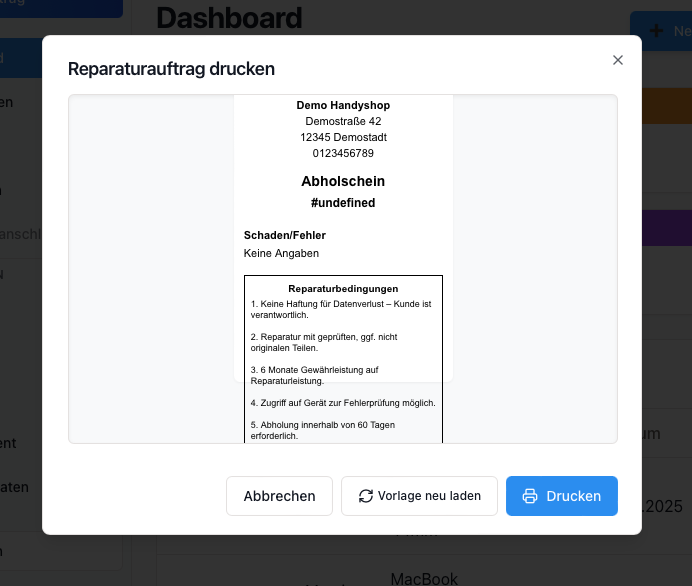 Dashboard
Reparaturauftrag drucken
Demo Handyshop
Demostraße 42
12345 Demostadt
0123456789
Abholschein
#undefined
Schaden/Fehler
Keine Angaben
Reparaturbedingungen
1. Keine Haftung für Datenverlust – Kunde ist
verantwortlich.
2. Reparatur mit geprüften, ggf. nicht
originalen Teilen.
3. 6 Monate Gewährleistung auf
Reparaturleistung.
4. Zugriff auf Gerät zur Fehlerprüfung möglich.
5. Abholung innerhalb von 60 Tagen
erforderlich.
Abbrechen
Vorlage neu laden
Drucken
.2025
MacBook